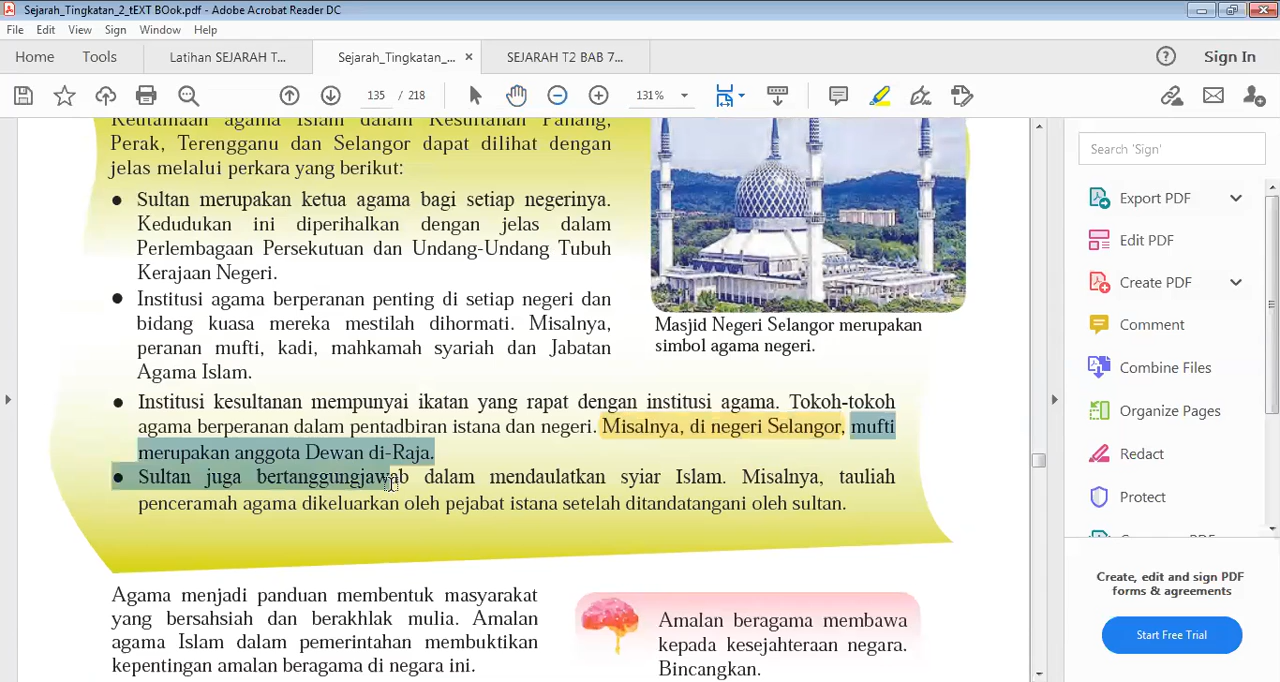 Sejarah_Tingkatan_2_tEXT BOok.pdf - Adobe Acrobat Reader DC
File Edit View Sign Window Help
Home Tools Latihan SEJARAH T... Sejarah_Tingkatan_... × SEJARAH T2 BAB 7... Sign In
135 / 218 131%
Keutamaan agama Islam dalam Kesultanan Pahang,
Perak, Terengganu dan Selangor dapat dilihat dengan
jelas melalui perkara yang berikut:
● Sultan merupakan ketua agama bagi setiap negerinya.
Kedudukan ini diperihalkan dengan jelas dalam
Perlembagaan Persekutuan dan Undang-Undang Tubuh
Kerajaan Negeri.
● Institusi agama berperanan penting di setiap negeri dan
bidang kuasa mereka mestilah dihormati. Misalnya,
peranan mufti, kadi, mahkamah syariah dan Jabatan
Agama Islam.
Masjid Negeri Selangor merupakan
simbol agama negeri.
● Institusi kesultanan mempunyai ikatan yang rapat dengan institusi agama. Tokoh-tokoh
agama berperanan dalam pentadbiran istana dan negeri. Misalnya, di negeri Selangor, mufti
merupakan anggota Dewan di-Raja.
● Sultan juga bertanggungjawab dalam mendaulatkan syiar Islam. Misalnya, tauliah
penceramah agama dikeluarkan oleh pejabat istana setelah ditandatangani oleh sultan.
Agama menjadi panduan membentuk masyarakat
yang bersahsiah dan berakhlak mulia. Amalan
agama Islam dalam pemerintahan membuktikan
kepentingan amalan beragama di negara ini.
Amalan beragama membawa
kepada kesejahteraan negara.
Bincangkan.
Search 'Sign'
Export PDF
Edit PDF
Create PDF
Comment
Combine Files
Organize Pages
Redact
Protect
Create, edit and sign PDF
forms & agreements
Start Free Trial